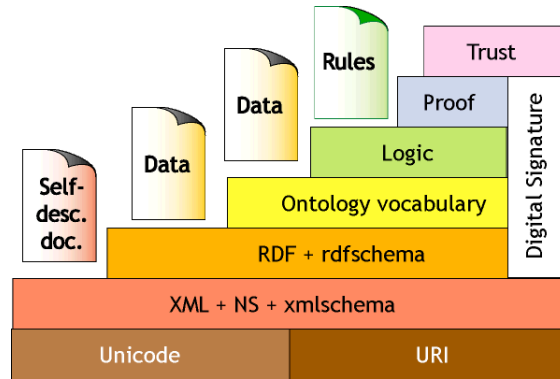 Trust
Rules
Proof
Data
Logic
Data
Self-
desc.
doc.
Ontology vocabulary
Digital Signature
RDF + rdfschema
XML + NS + xmlschema
Unicode
URI